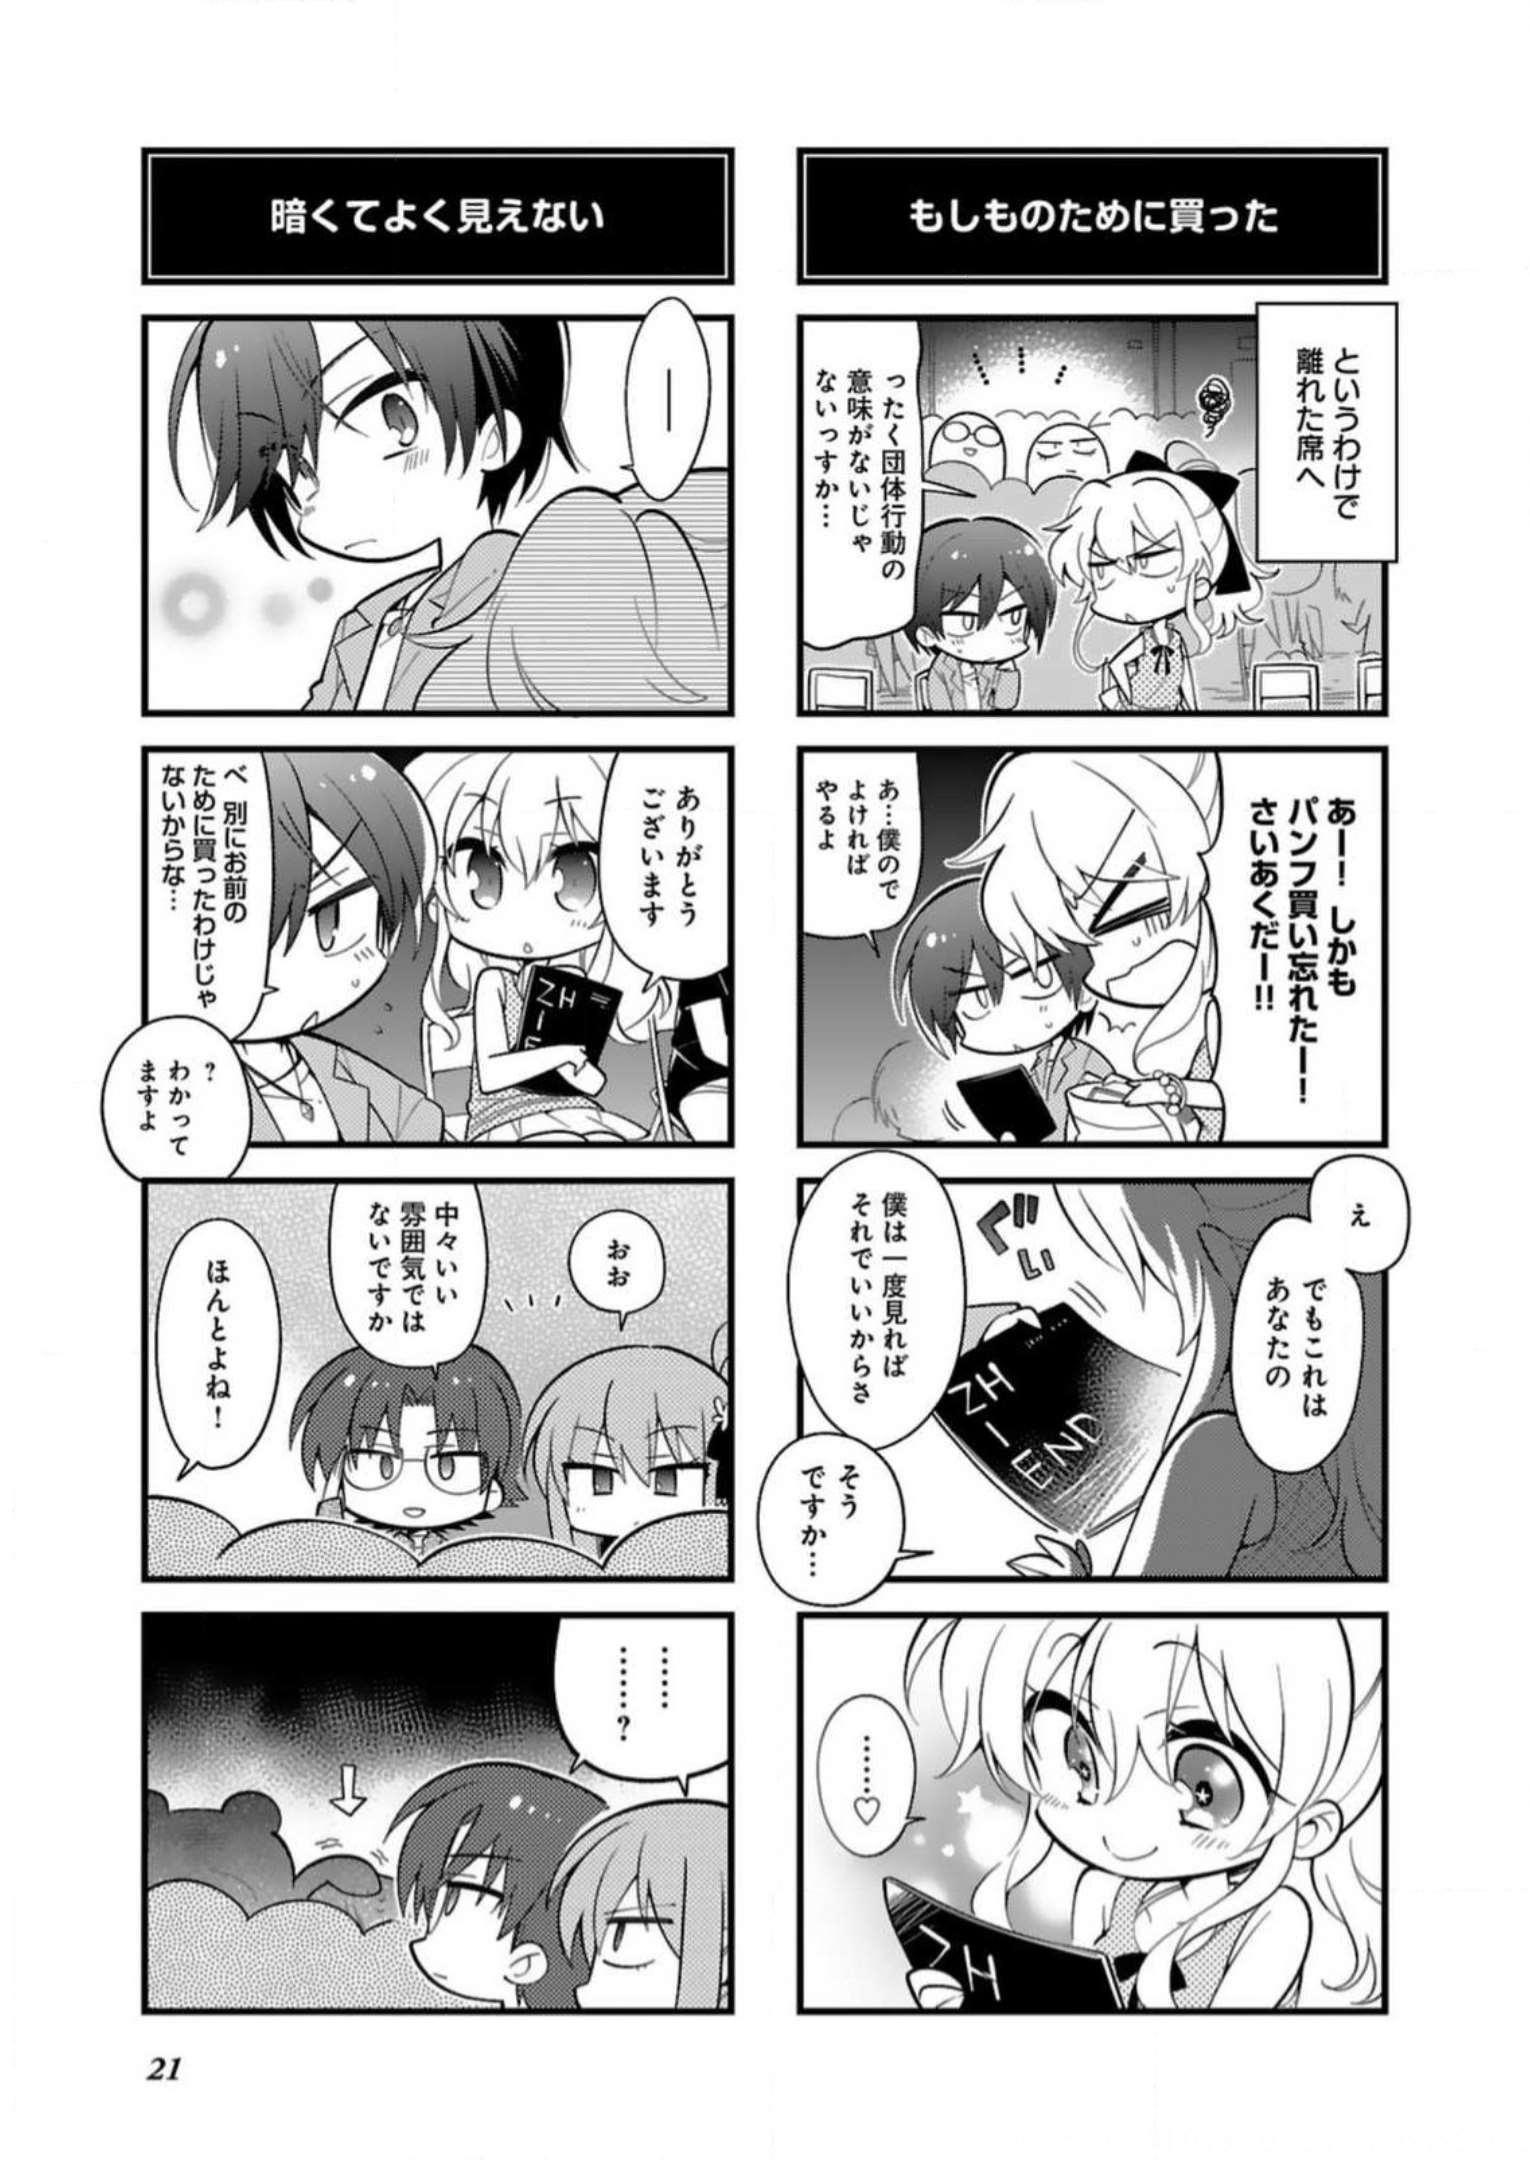 もしものために買った
というわけで
離れた席へ
ったく団体行動の
意味がないじゃ
ないっすか…
あー！しかも
パンフ買い忘れたー！
さいあくだー!!
あ…僕ので
よければ
やるよ
え
でもこれは
あなたの
ぐい
僕は一度見れば
それでいいからさ
ZH
I
END
そう
ですか…
………♡
ZH
I
暗くてよく見えない
ー
ありがとう
ございます
ZH
I
E
べ 別にお前の
ために買ったわけじゃ
ないからな…
？
わかって
ますよ
おお
中々いい
雰囲気では
ないですか
ほんとよね！
………
………？
21